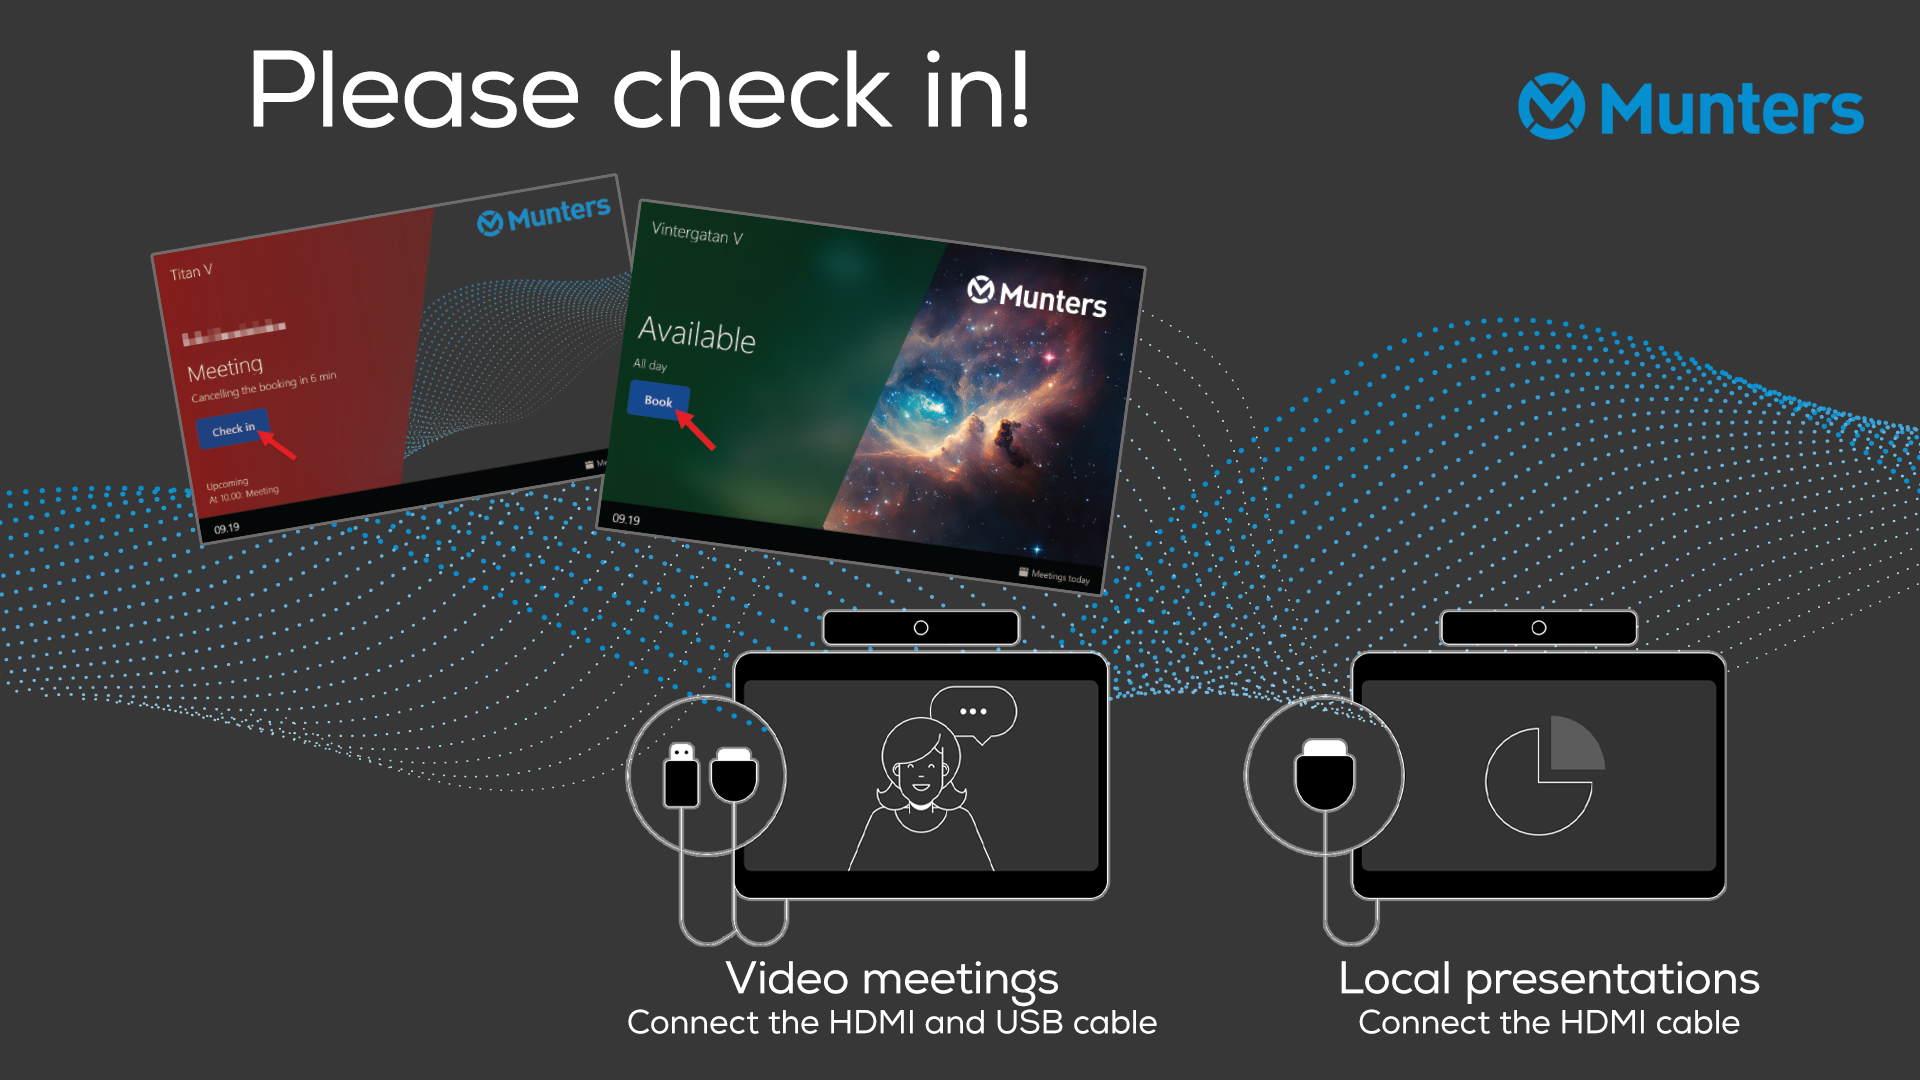 Please check in!
Munters
Titan V
Munters
Meeting
Cancelling the booking in 6 min
Check in
Upcoming
At 10.00: Meeting
09.19
Vintergatan V
Munters
Available
All day
Book
09.19
Meetings today
Video meetings
Connect the HDMI and USB cable
Local presentations
Connect the HDMI cable